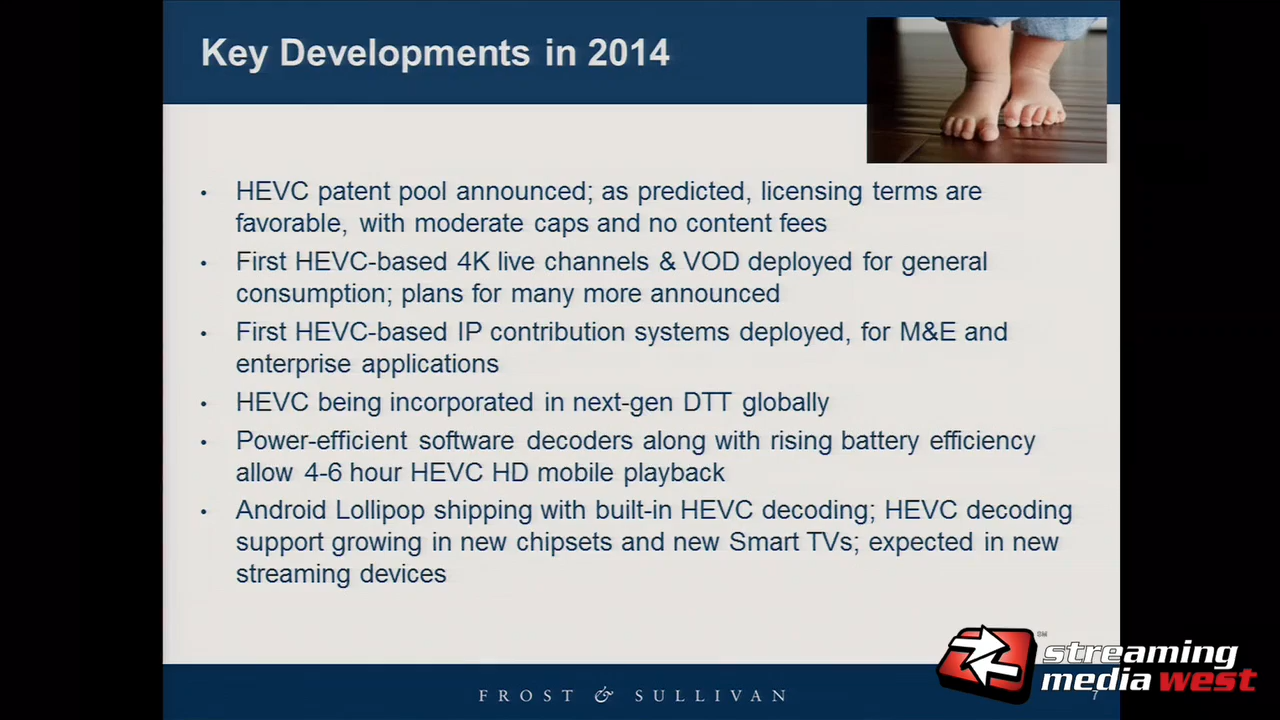 Key Developments in 2014
• HEVC patent pool announced; as predicted, licensing terms are
favorable, with moderate caps and no content fees
• First HEVC-based 4K live channels & VOD deployed for general
consumption; plans for many more announced
• First HEVC-based IP contribution systems deployed, for M&E and
enterprise applications
• HEVC being incorporated in next-gen DTT globally
• Power-efficient software decoders along with rising battery efficiency
allow 4-6 hour HEVC HD mobile playback
• Android Lollipop shipping with built-in HEVC decoding; HEVC decoding
support growing in new chipsets and new Smart TVs; expected in new
streaming devices
FROST & SULLIVAN
7
SM
streaming
media west